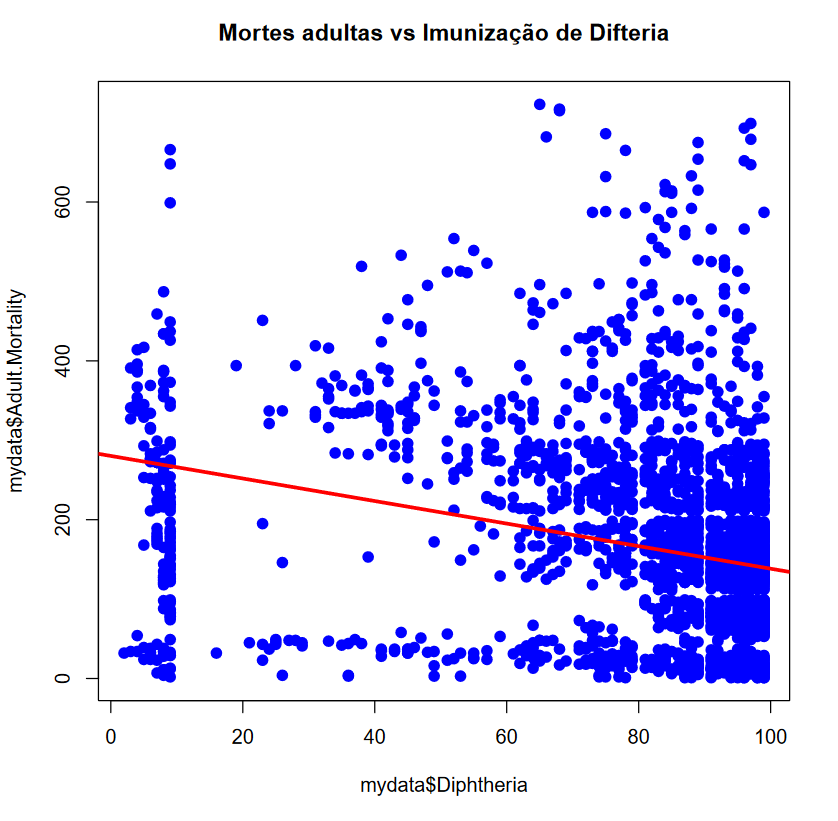 Mortes adultas vs Imunização de Difteria
mydata$Adult.Mortality
600
400
200
0
0 20 40 60 80 100
mydata$Diphtheria